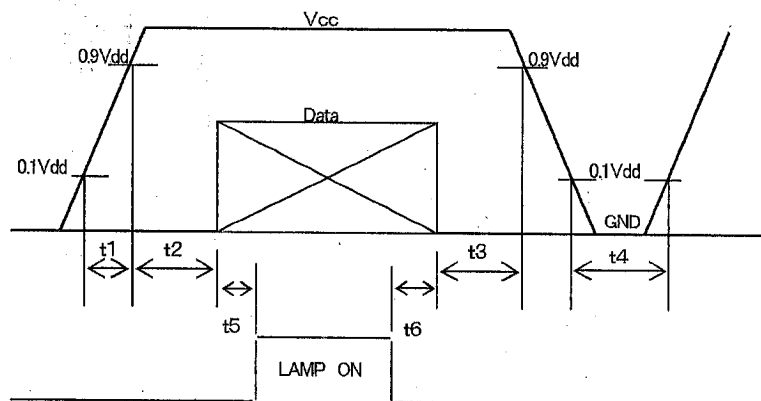 Vcc
0.9Vdd
0.9Vdd
Data
0.1Vdd
0.1Vdd
GND
t1
t2
t3
t4
t5
t6
LAMP ON